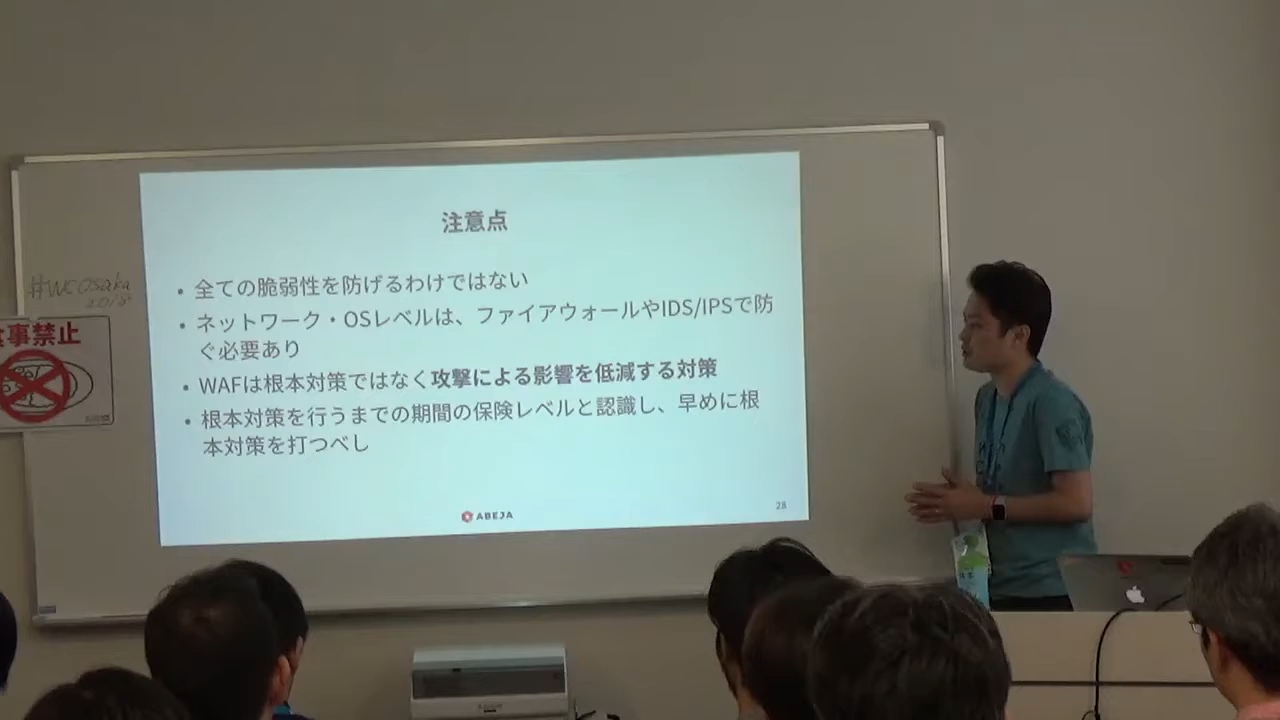 注意点
• 全ての脆弱性を防げるわけではない
• ネットワーク・OSレベルは、ファイアウォールやIDS/IPSで防
ぐ必要あり
• WAFは根本対策ではなく攻撃による影響を低減する対策
• 根本対策を行うまでの期間の保険レベルと認識し、早めに根
本対策を打つべし
ABEJA
28
#WCOsaka
2018
食事禁止